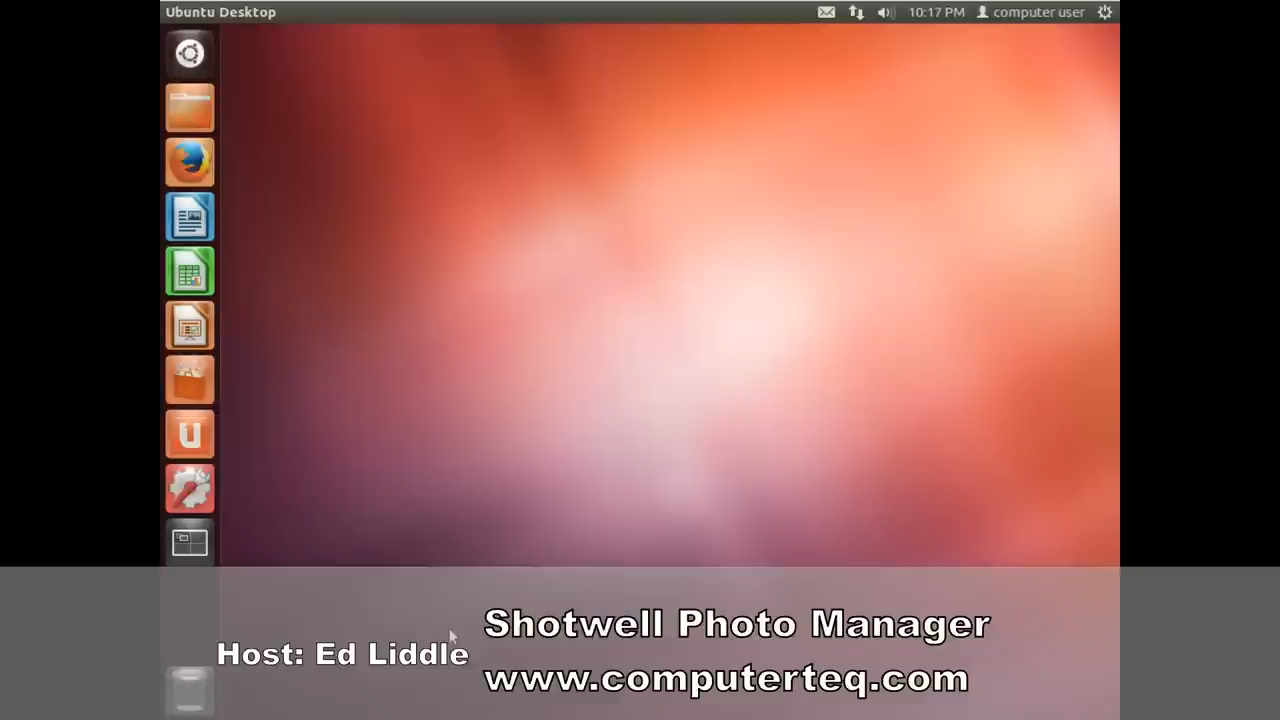 Ubuntu Desktop
10:17 PM computer user
Shotwell Photo Manager
Host: Ed Liddle
www.computerteq.com